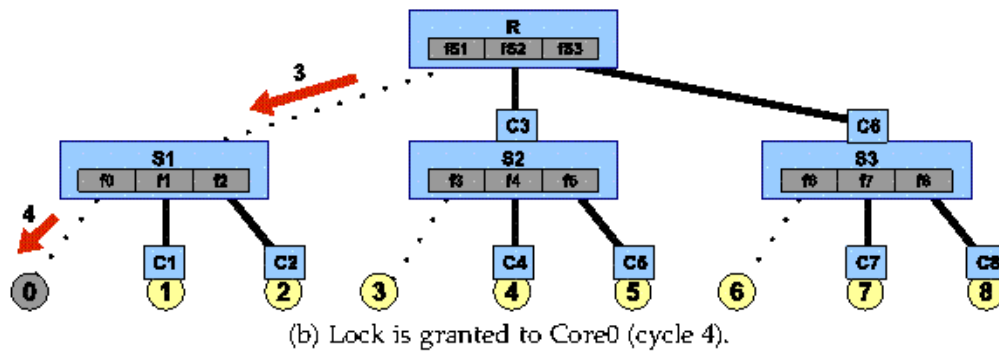 R
fS1 fS2 fS3
3
C3 C6
S1 S2 S3
f0 f1 f2 f3 f4 f5 f6 f7 f8
4
C1 C2 C4 C5 C7 C8
0 1 2 3 4 5 6 7 8
(b) Lock is granted to Core0 (cycle 4).